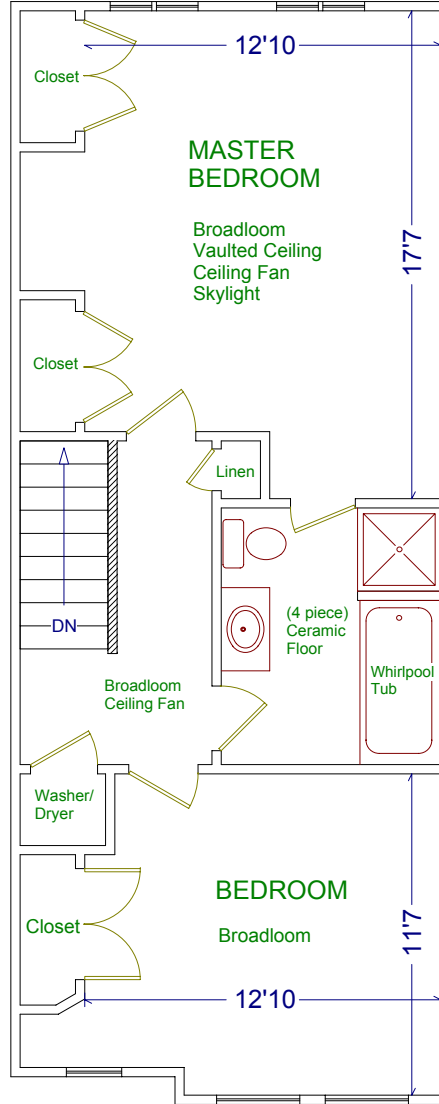 12'10
Closet
MASTER
BEDROOM
Broadloom
Vaulted Ceiling
Ceiling Fan
Skylight
17'7
Closet
Linen
(4 piece)
Ceramic
Floor
DN
Whirlpool
Tub
Broadloom
Ceiling Fan
Washer/
Dryer
BEDROOM
Closet
Broadloom
11'7
12'10